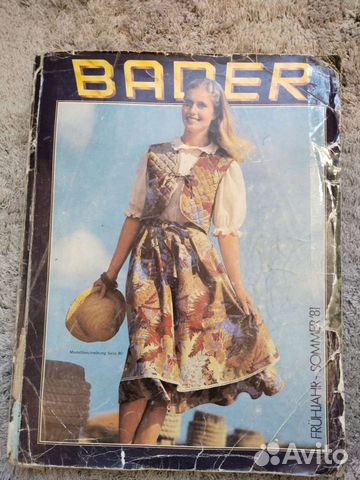 BADER
Modellbeschreibung Seite 80
FRÜHJAHR - SOMMER '81
Avito